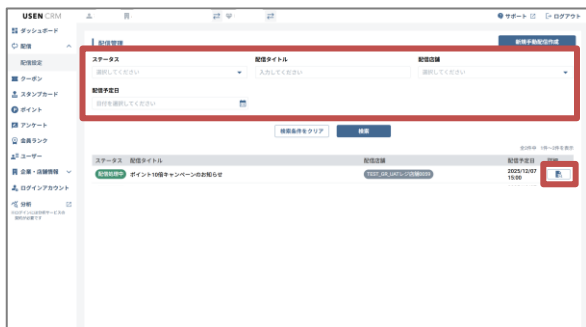 USEN CRM
サポート
ログアウト
ダッシュボード
配信
配信設定
クーポン
スタンプカード
ポイント
アンケート
会員ランク
ユーザー
企業・店舗情報
ログインアカウント
分析
配信管理
新規手動配信作成
ステータス 配信タイトル 配信店舗
選択してください 入力してください 選択してください
配信予定日
日付を選択してください
検索条件をクリア 検索
ステータス 配信タイトル 配信店舗 配信予定日 詳細
配信処理中 ポイント10倍キャンペーンのお知らせ 2025/12/07
15:00